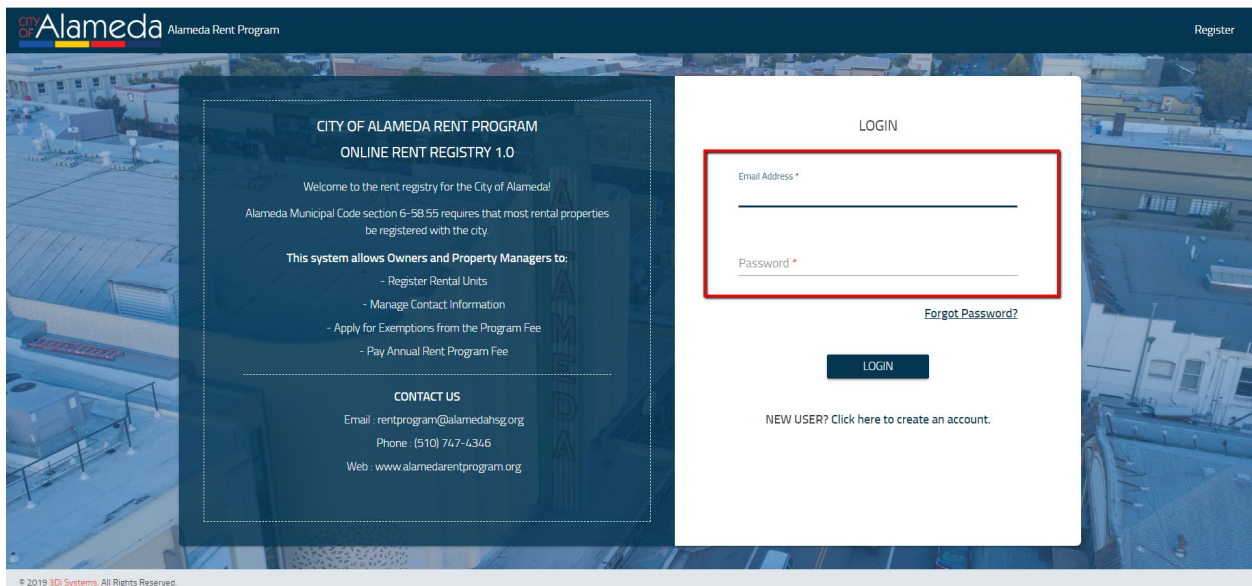 CITY OF Alameda Alameda Rent Program
Register
CITY OF ALAMEDA RENT PROGRAM
ONLINE RENT REGISTRY 1.0
Welcome to the rent registry for the City of Alameda!
Alameda Municipal Code section 6-58.55 requires that most rental properties
be registered with the city.
This system allows Owners and Property Managers to:
- Register Rental Units
- Manage Contact Information
- Apply for Exemptions from the Program Fee
- Pay Annual Rent Program Fee
CONTACT US
Email : rentprogram@alamedahsg.org
Phone : (510) 747-4346
Web : www.alamedarentprogram.org
ALAMEDA
LOGIN
Email Address *
Password *
Forgot Password?
LOGIN
NEW USER? Click here to create an account.
© 2019 3Di Systems. All Rights Reserved.